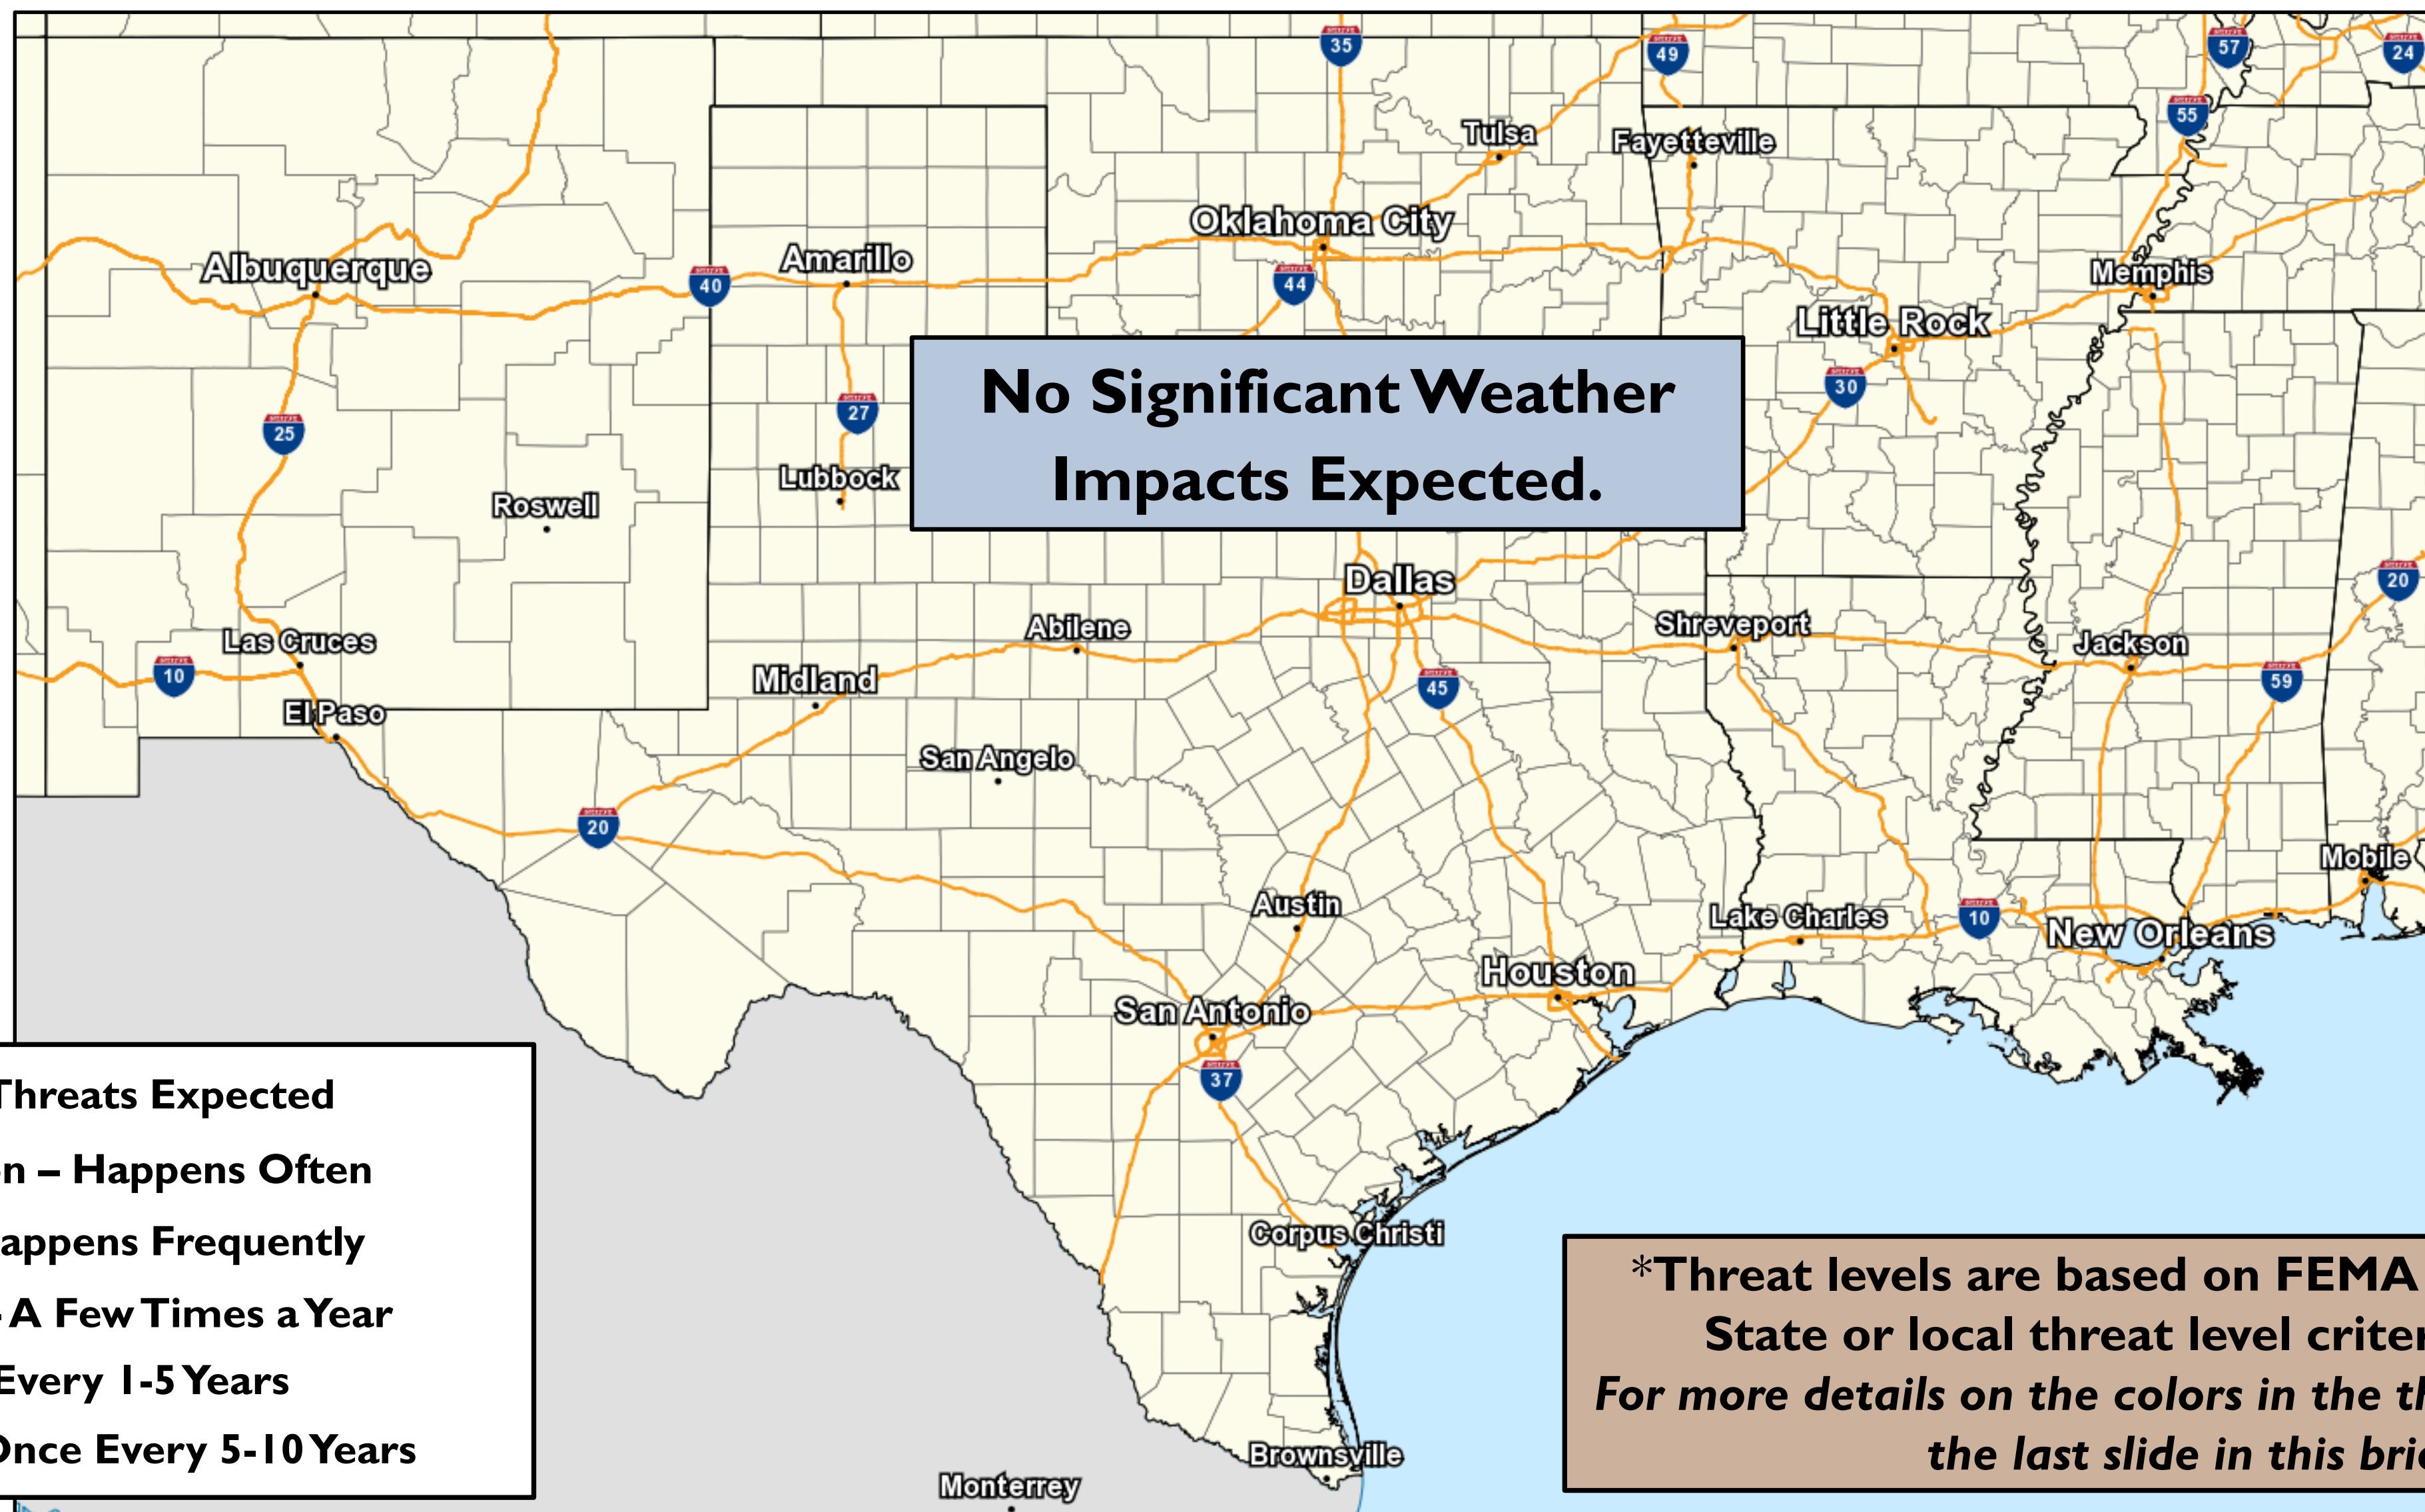 35
49
57
24
55
Tulsa
Fayetteville
Oklahoma City
Albuquerque
Amarillo
40
44
Memphis
Little Rock
30
No Significant Weather
Impacts Expected.
27
25
Lubbock
Roswell
Dallas
20
Las Cruces
Abilene
Shreveport
Jackson
10
Midland
45
59
El Paso
San Angelo
20
Mobile
Austin
Lake Charles
10
New Orleans
Houston
San Antonio
37
Threats Expected
n – Happens Often
appens Frequently
- A Few Times a Year
Every 1-5 Years
Once Every 5-10 Years
Corpus Christi
*Threat levels are based on FEMA
State or local threat level criter
For more details on the colors in the th
the last slide in this brie
Brownsville
Monterrey